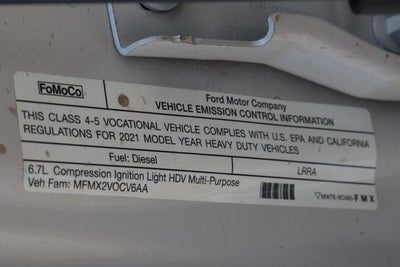 FoMoCo
Ford Motor Company
VEHICLE EMISSION CONTROL INFORMATION
THIS CLASS 4-5 VOCATIONAL VEHICLE COMPLIES WITH U.S. EPA AND CALIFORNIA
REGULATIONS FOR 2021 MODEL YEAR HEAVY DUTY VEHICLES
Fuel: Diesel
LRRA
6.7L Compression Ignition Light HDV Multi-Purpose
Veh Fam: MFMX2VOCV6AA
FMX